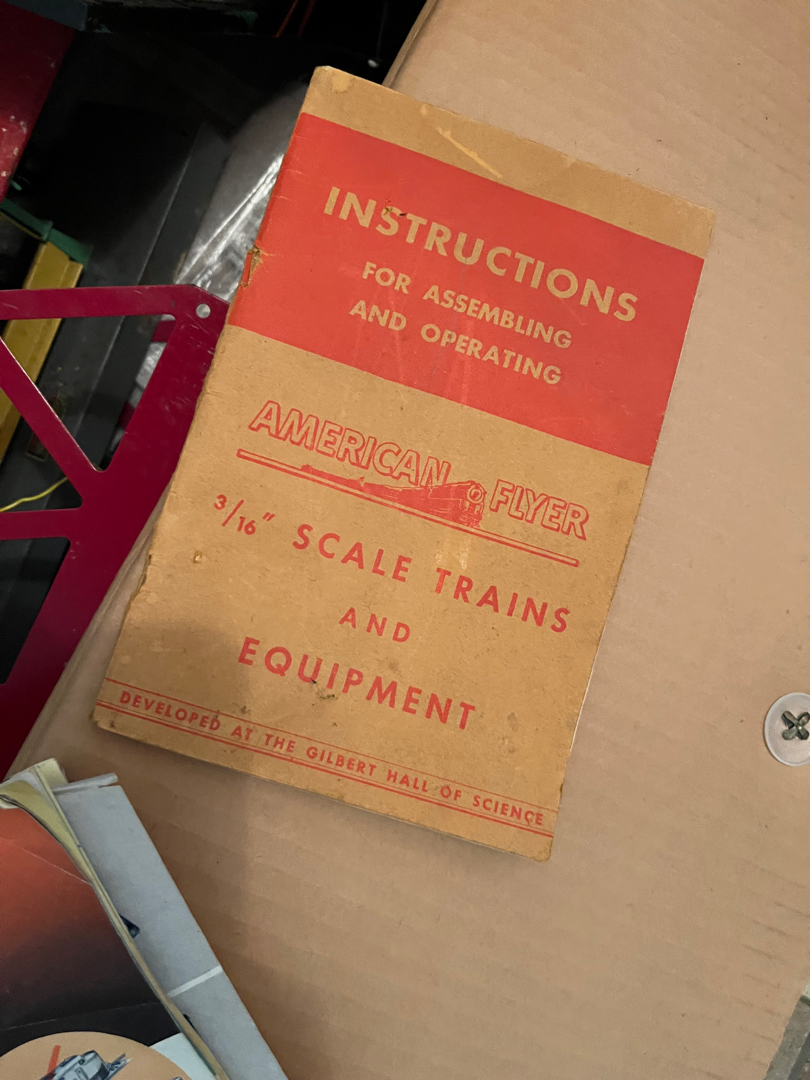 INSTRUCTIONS
FOR ASSEMBLING
AND OPERATING
AMERICAN FLYER
3/16" SCALE TRAINS
AND
EQUIPMENT
DEVELOPED AT THE GILBERT HALL OF SCIENCE